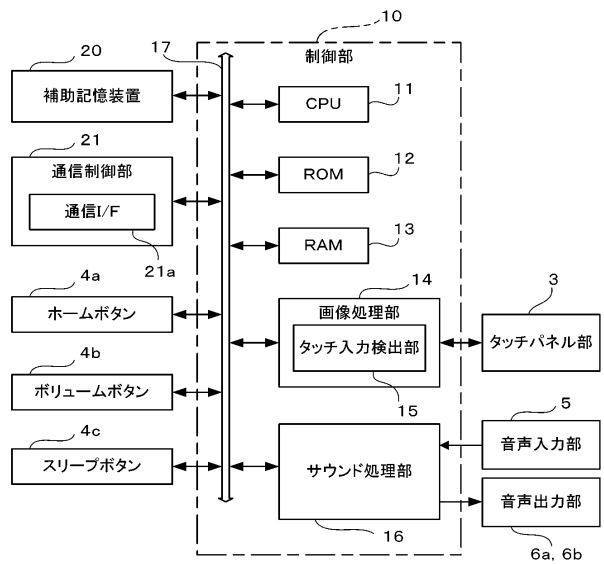 10
制御部
20
17
補助記憶装置
11
CPU
21
通信制御部
通信I/F
21a
12
ROM
13
RAM
4a
ホームボタン
14
画像処理部
タッチ入力検出部
15
3
タッチパネル部
4b
ボリュームボタン
4c
スリープボタン
サウンド処理部
16
5
音声入力部
音声出力部
6a, 6b